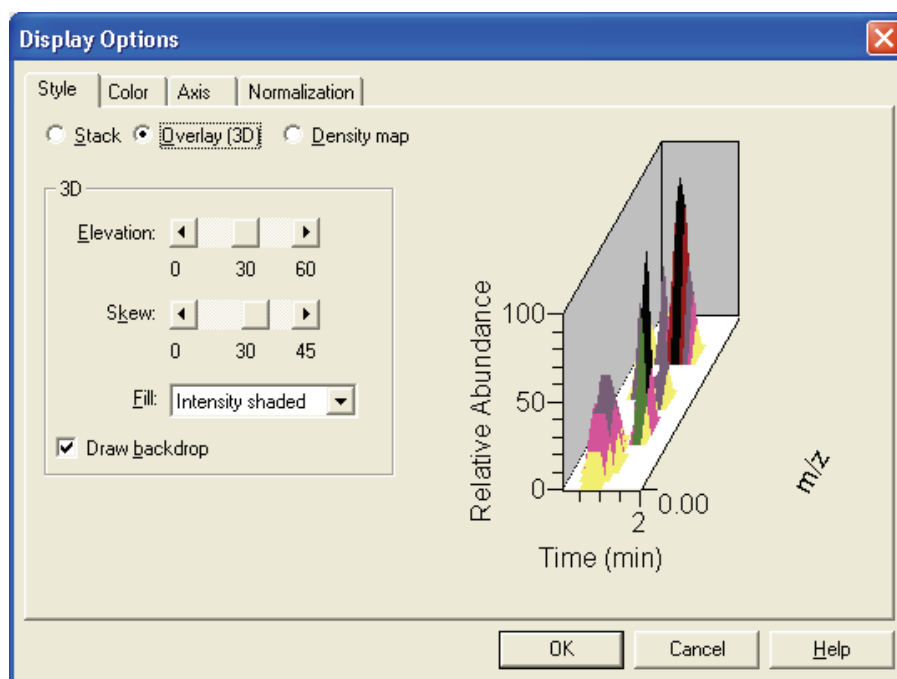 Display Options
Style Color Axis Normalization
Stack Overlay (3D) Density map
3D
Elevation:
0 30 60
Skew:
0 30 45
Fill: Intensity shaded
Draw backdrop
Relative Abundance
100
50
0
0.00
2
Time (min)
m/z
OK Cancel Help